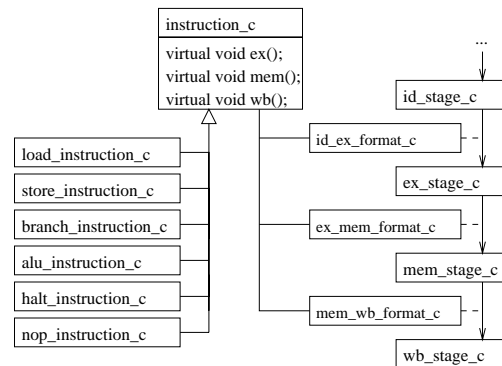 instruction_c
virtual void ex();
virtual void mem();
virtual void wb();
load_instruction_c
store_instruction_c
branch_instruction_c
alu_instruction_c
halt_instruction_c
nop_instruction_c
id_ex_format_c
ex_mem_format_c
mem_wb_format_c
...
id_stage_c
ex_stage_c
mem_stage_c
wb_stage_c